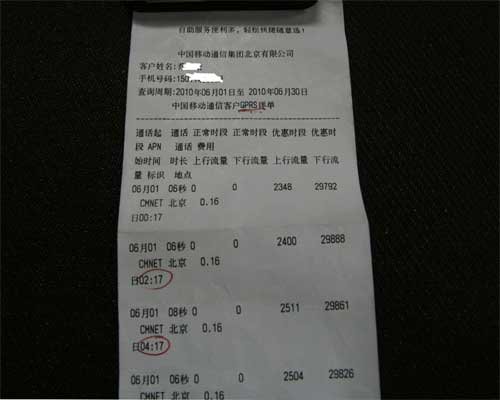 自助服务便利多,轻松快捷随意选!
中国移动通信集团北京有限公司
客户姓名:
手机号码:150
查询周期:2010年06月01日至 2010年06月30日
中国移动通信客户GPRS详单
通话起 通话 正常时段 正常时段 优惠时段 优惠时
段 APN 通话 费用
始时间 时长 上行流量 下行流量 上行流量 下行流
量 标识 地点
06月01 06秒 0 0 2348 29792
CMNET 北京 0.16
日00:17
06月01 06秒 0 0 2400 29888
CMNET 北京 0.16
日02:17
06月01 08秒 0 0 2511 29861
CMNET 北京 0.16
日04:17
06月01 06秒 0 0 2504 29826
CMNET 北京 0.16